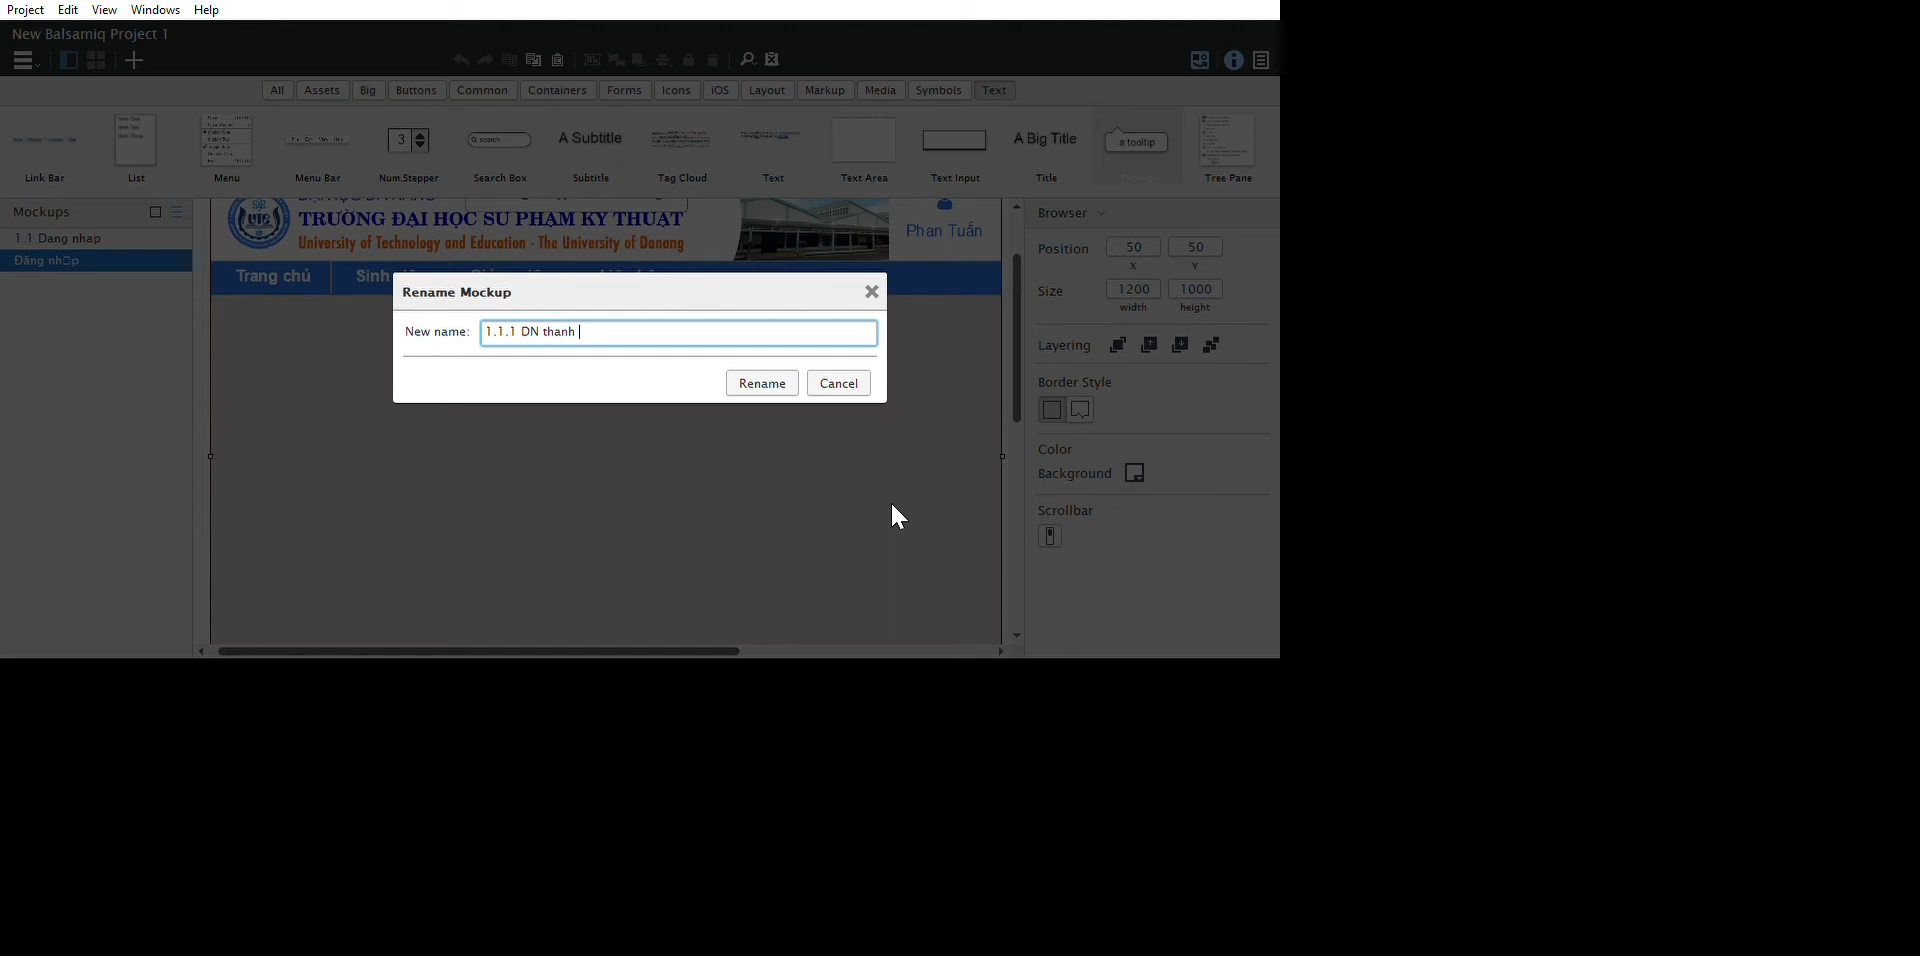 Project Edit View Windows Help
New Balsamiq Project 1
All Assets Big Buttons Common Containers Forms Icons iOS Layout Markup Media Symbols Text
3 search A Subtitle A Big Title a tooltip
Link Bar List Menu Menu Bar Num.Stepper Search Box Subtitle Tag Cloud Text Text Area Text Input Title Tree Pane
Mockups
1.1 Dang nhap
Đăng nh□p
TRƯỜNG ĐẠI HỌC SƯ PHẠM KỸ THUẬT
University of Technology and Education - The University of Danang
Phan Tuấn
Trang chủ Sinh
Rename Mockup
New name: 1.1.1 DN thanh
Rename Cancel
Browser
Position 50 50
X Y
Size 1200 1000
width height
Layering
Border Style
Color
Background
Scrollbar